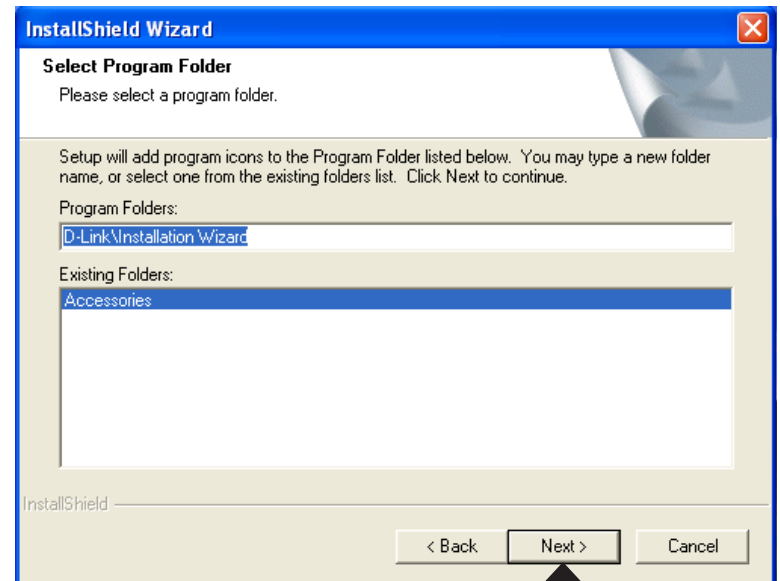 InstallShield Wizard
Select Program Folder
Please select a program folder.
Setup will add program icons to the Program Folder listed below.  You may type a new folder
name, or select one from the existing folders list.  Click Next to continue.
Program Folders:
D-Link\Installation Wizard
Existing Folders:
Accessories
InstallShield
< Back
Next >
Cancel